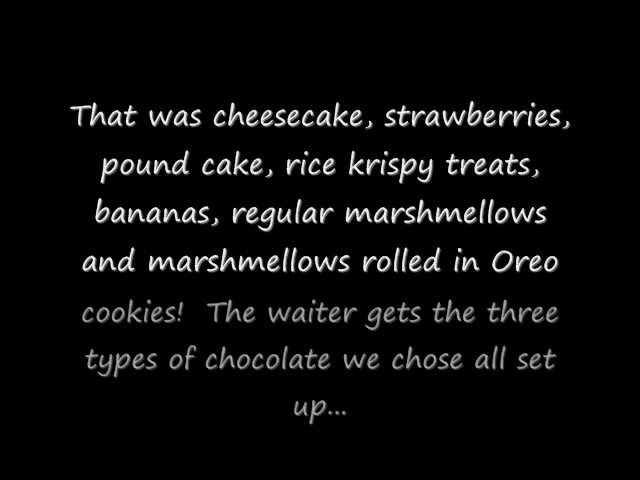 That was cheesecake, strawberries,
pound cake, rice krispy treats,
bananas, regular marshmellows
and marshmellows rolled in Oreo
cookies!  The waiter gets the three
types of chocolate we chose all set
up...